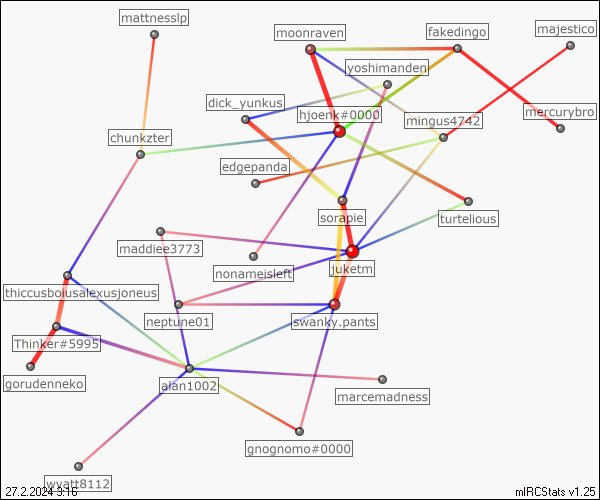 mattnesslp
moonraven
fakedingo
majestico
yoshimanden
dick_yunkus
hjoenk#0000
mingus4742
mercurybro
chunkzter
edgepanda
sorapie
turtelious
maddiee3773
nonameisleft
juketm
thiccusboiusalexusjoneus
neptune01
swanky.pants
Thinker#5995
gorudenneko
alan1002
marcemadness
gnognomo#0000
wyatt8112
27.2.2024 3:16
mIRCStats v1.25